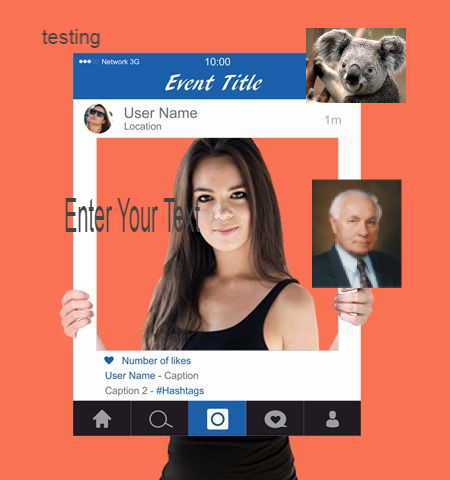 testing
Network 3G
10:00
Event Title
User Name
Location
1m
Enter Your Text
Number of likes
User Name - Caption
Caption 2 - #Hashtags